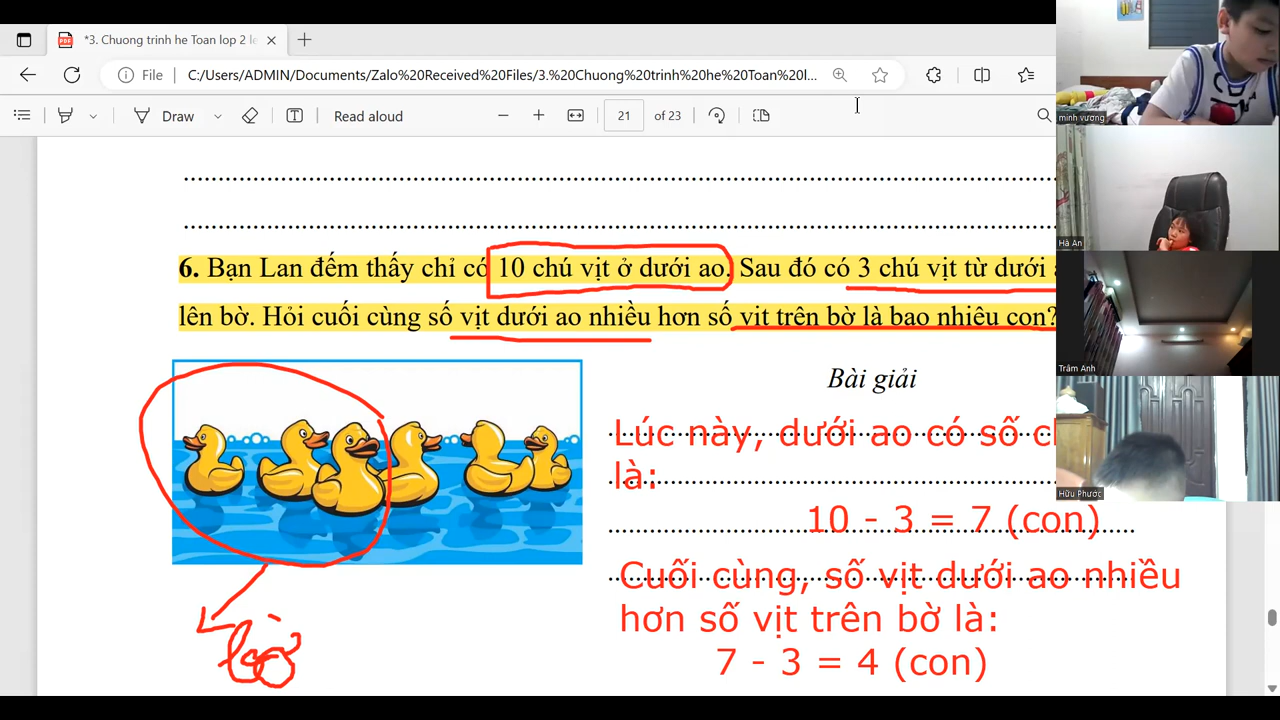 *3. Chuong trinh he Toan lop 2 le
File C:/Users/ADMIN/Documents/Zalo%20Received%20Files/3.%20Chuong%20trinh%20he%20Toan%20l...
Draw Read aloud 21 of 23
6. Bạn Lan đếm thấy chỉ có 10 chú vịt ở dưới ao. Sau đó có 3 chú vịt từ dưới
lên bờ. Hỏi cuối cùng số vịt dưới ao nhiều hơn số vịt trên bờ là bao nhiêu con?
Bài giải
Lúc này, dưới ao có số
là:
10 - 3 = 7 (con)
Cuối cùng, số vịt dưới ao nhiều
hơn số vịt trên bờ là:
7 - 3 = 4 (con)
bờ
minh vương
Hà An
Trâm Anh
Hữu Phước